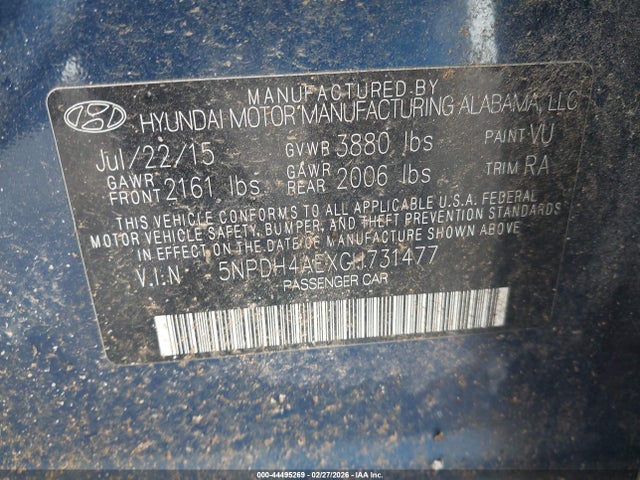 MANUFACTURED BY
HYUNDAI MOTOR MANUFACTURING ALABAMA, LLC
Jul/22/15 GVWB 3880 lbs PAINT VU
GAWR FRONT 2161 lbs GAWR REAR 2006 lbs TRIM RA
THIS VEHICLE CONFORMS TO ALL APPLICABLE U.S.A. FEDERAL
MOTOR VEHICLE SAFETY, BUMPER, AND THEFT PREVENTION STANDARDS
IN EFFECT ON THE DATE OF MANUFACTURE SHOWN ABOVE.
V.I.N 5NPDH4AEXGH731477
PASSENGER CAR
000-44495269 - 02/27/2026 - IAA Inc.